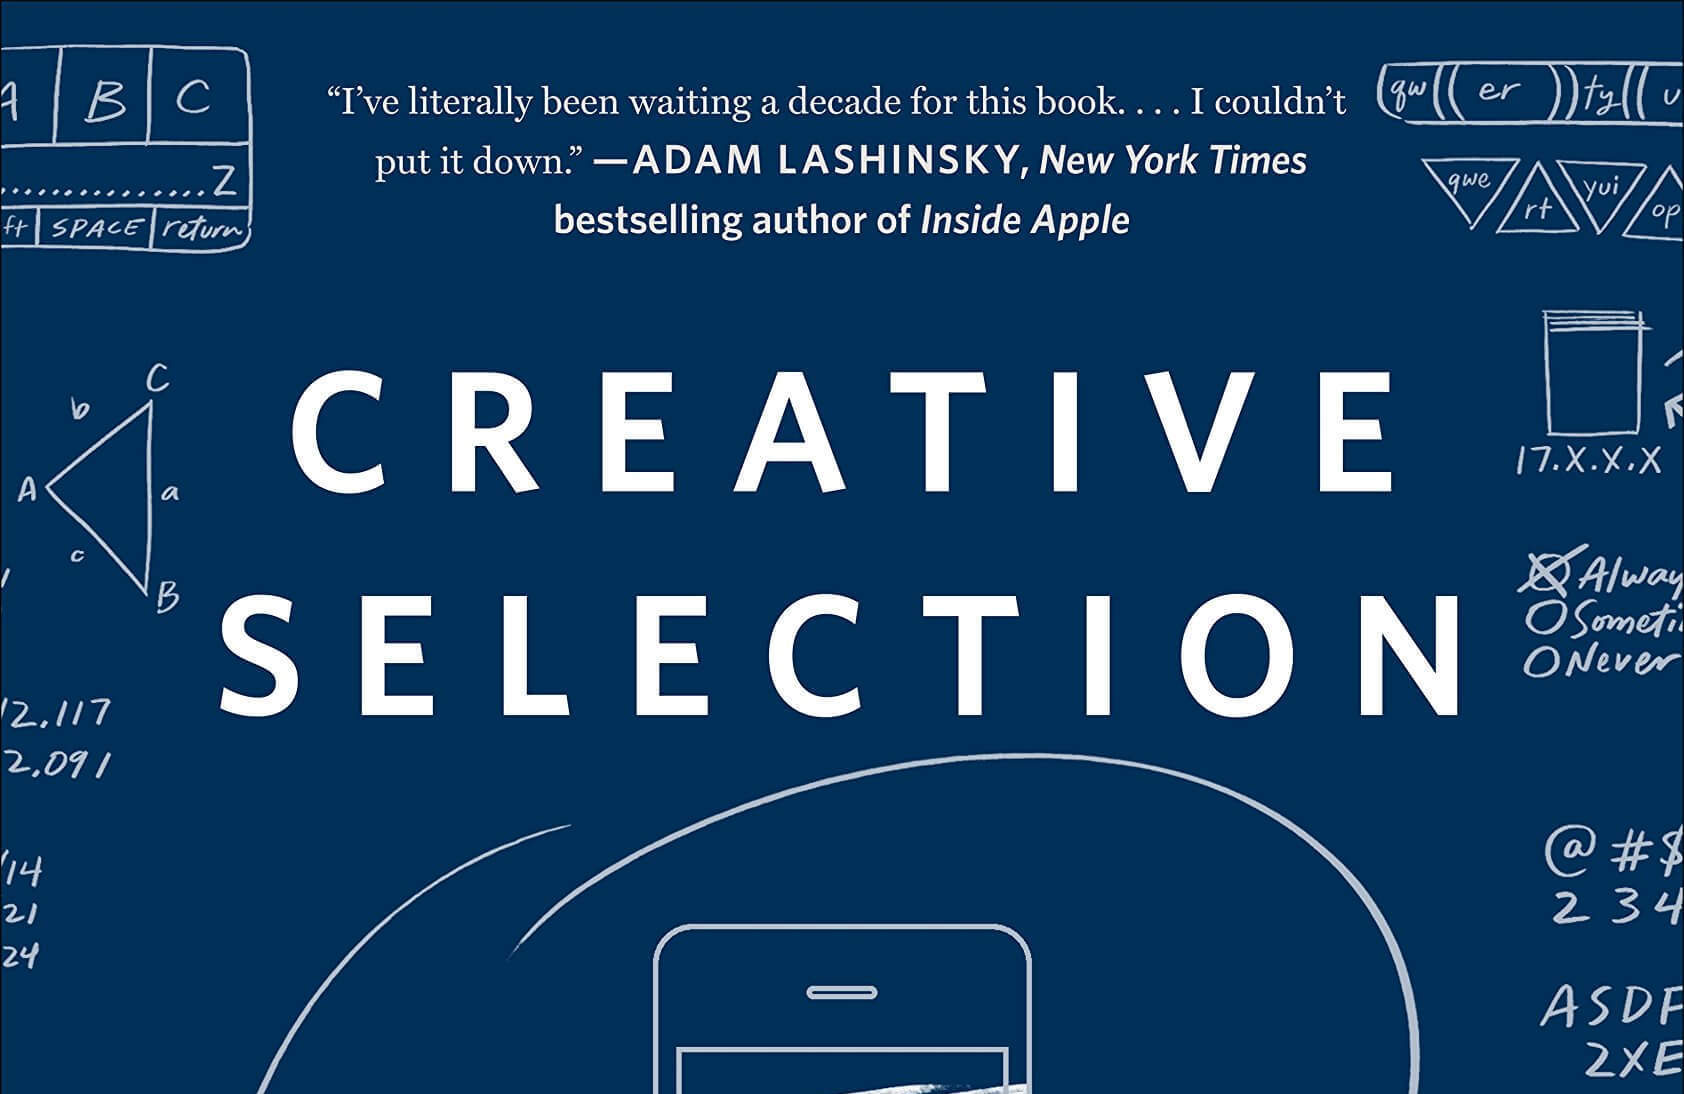 A B C
Z
ft SPACE return
“I’ve literally been waiting a decade for this book. . . . I couldn’t
put it down.” —ADAM LASHINSKY, New York Times
bestselling author of Inside Apple
qw er ty u
qwe rt yui op
CREATIVE
SELECTION
C
b
A a
c
B
17.X.X.X
Alway
Someti
Never
12.117
2.091
/14
21
24
@ # $
2 3 4
ASDF
ZXE